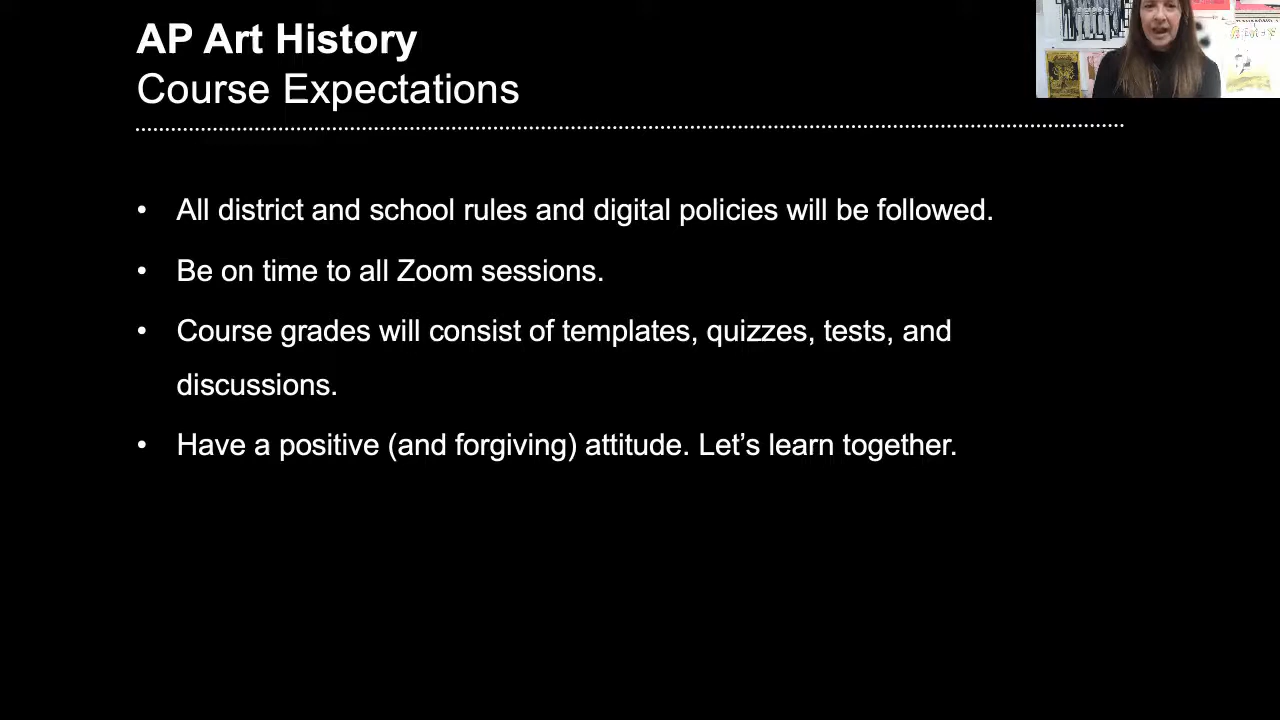 AP Art History
Course Expectations
• All district and school rules and digital policies will be followed.
• Be on time to all Zoom sessions.
• Course grades will consist of templates, quizzes, tests, and
discussions.
• Have a positive (and forgiving) attitude. Let’s learn together.